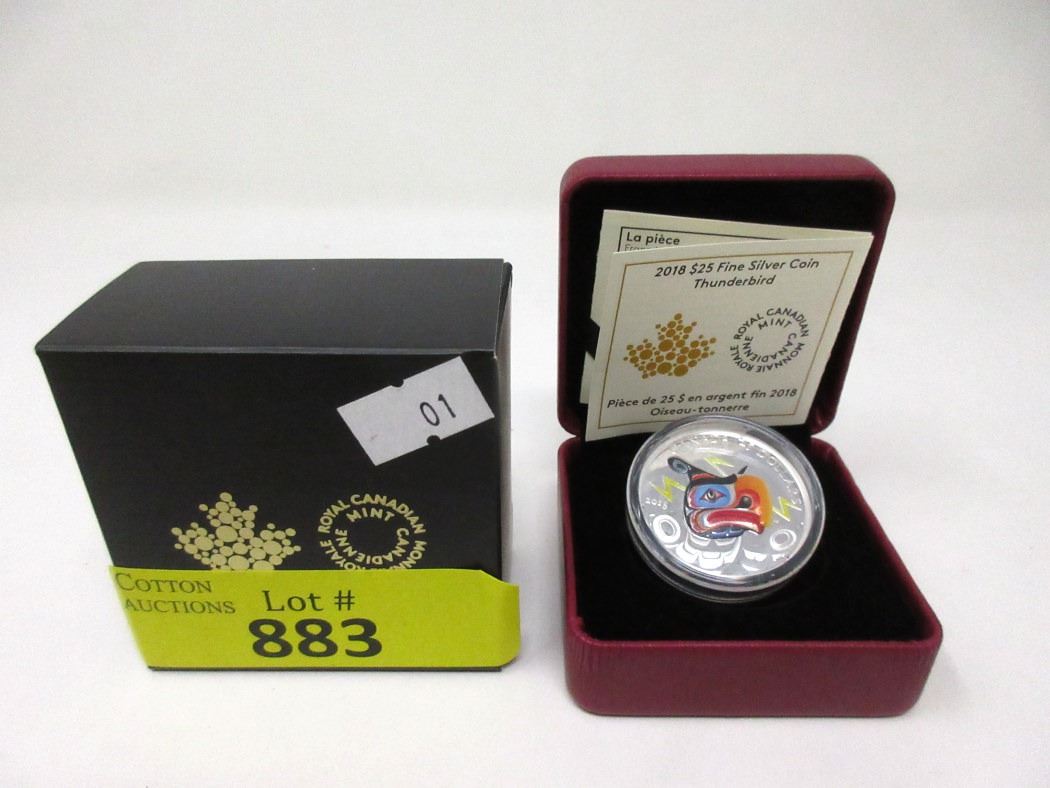 01
ROYAL CANADIAN MINT
MONNAIE ROYALE CANADIENNE
COTTON
AUCTIONS
Lot #
883
La pièce
2018 $25 Fine Silver Coin
Thunderbird
ROYAL CANADIAN MINT
MONNAIE ROYALE CANADIENNE
Pièce de 25 $ en argent fin 2018
Oiseau-tonnerre
2018